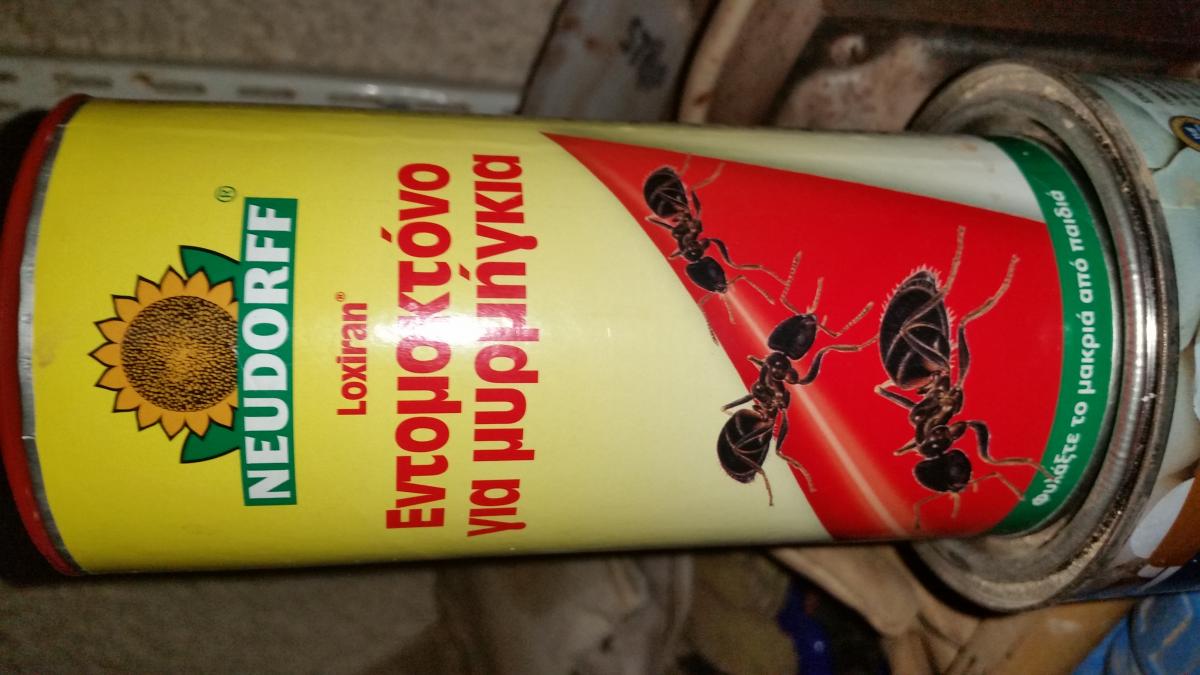 NEUDORFF®
Loxiran®
Εντομοκτόνο
για μυρμήγκια
Φυλάξτε το μακριά από παιδιά